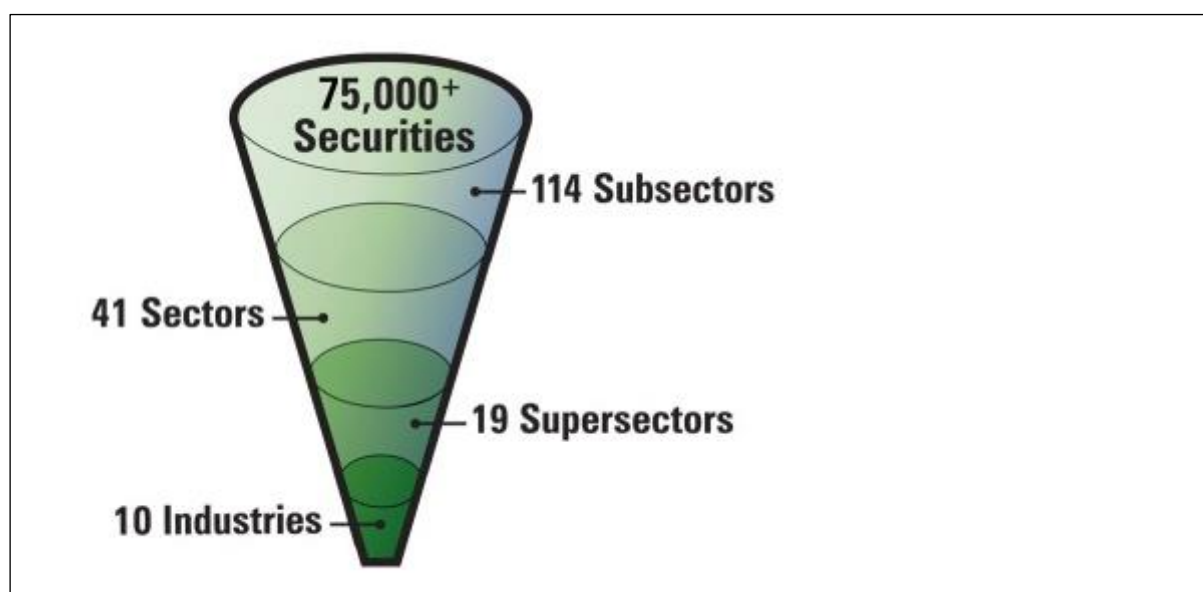 75,000+
Securities
114 Subsectors
41 Sectors
19 Supersectors
10 Industries